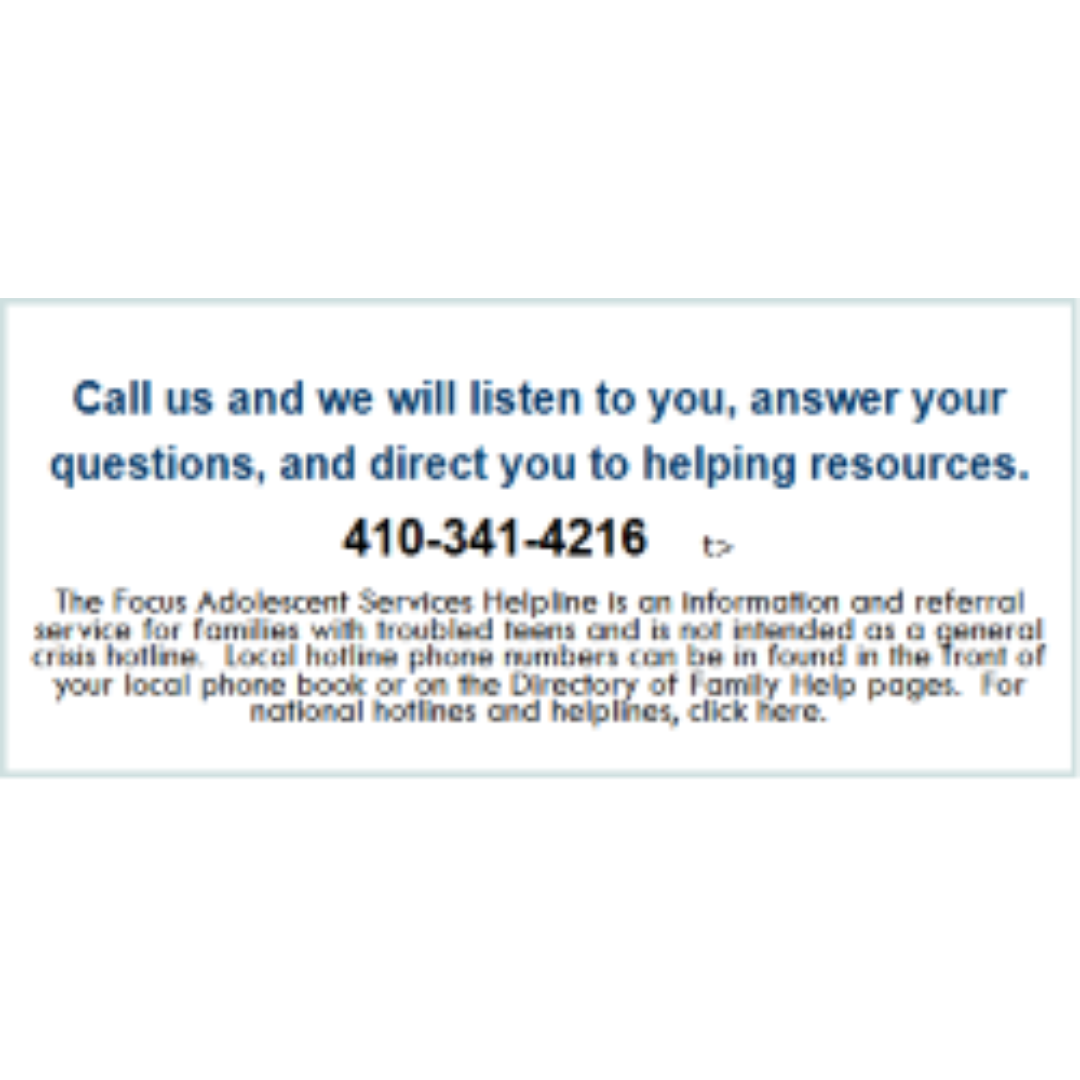 Call us and we will listen to you, answer your
questions, and direct you to helping resources.
410-341-4216 t>
The Focus Adolescent Services Helpline is an information and referral
service for families with troubled teens and is not intended as a general
crisis hotline. Local hotline phone numbers can be in found in the front of
your local phone book or on the Directory of Family Help pages. For
national hotlines and helplines, click here.